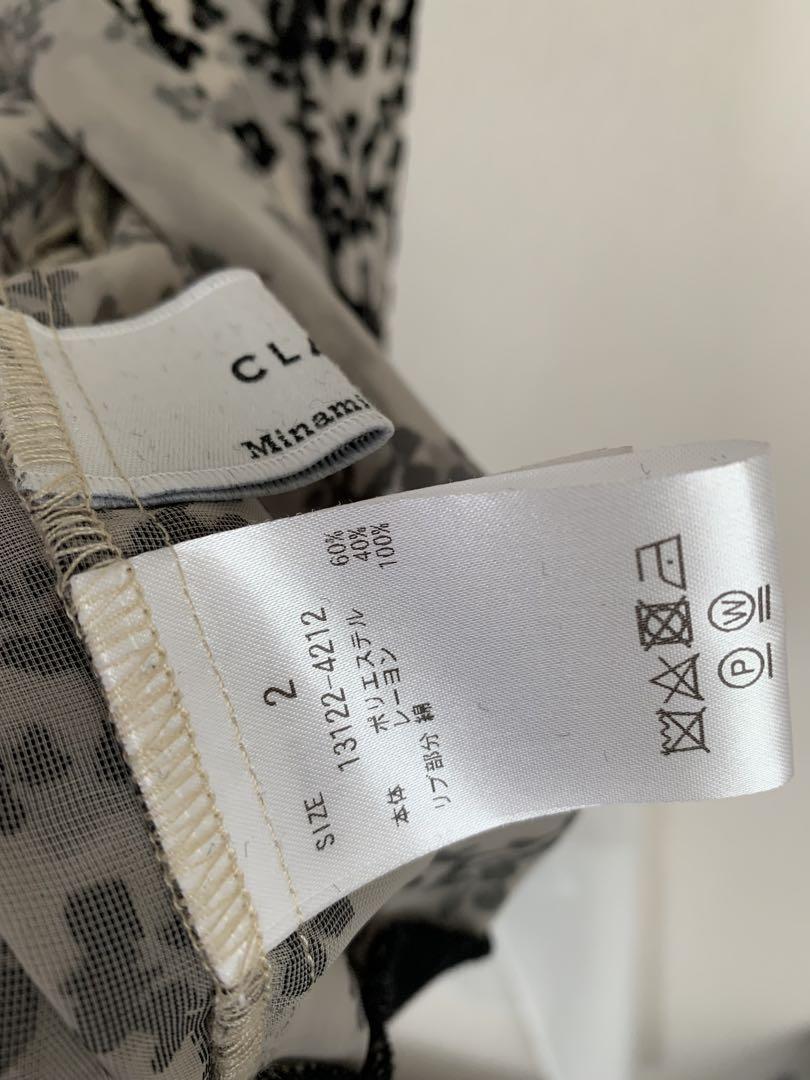 CLA
Minami
SIZE 2
13122-4212
本体 ポリエステル 60%
レーヨン 40%
リブ部分 綿 100%
P W